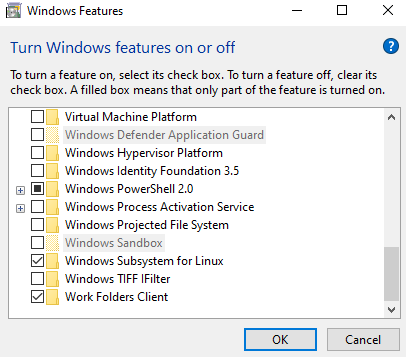 Windows Features
Turn Windows features on or off
?
To turn a feature on, select its check box. To turn a feature off, clear its
check box. A filled box means that only part of the feature is turned on.
Virtual Machine Platform
Windows Defender Application Guard
Windows Hypervisor Platform
Windows Identity Foundation 3.5
Windows PowerShell 2.0
Windows Process Activation Service
Windows Projected File System
Windows Sandbox
Windows Subsystem for Linux
Windows TIFF IFilter
Work Folders Client
OK
Cancel